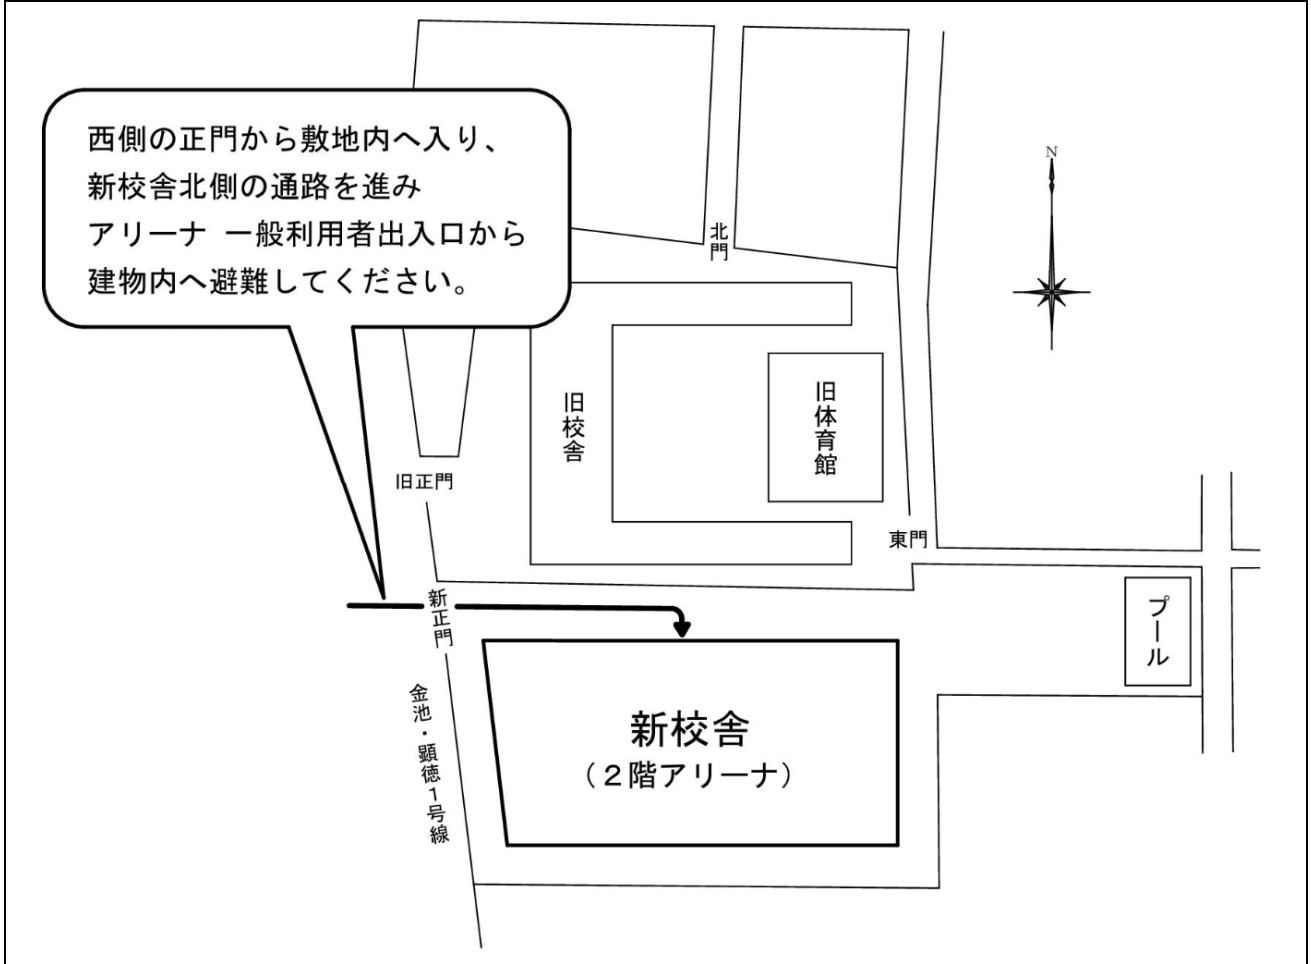 西側の正門から敷地内へ入り、
新校舎北側の通路を進み
アリーナ 一般利用者出入口から
建物内へ避難してください。
N
北門
旧校舎
旧体育館
旧正門
東門
新正門
プール
金池・顕徳1号線
新校舎
(2階アリーナ)